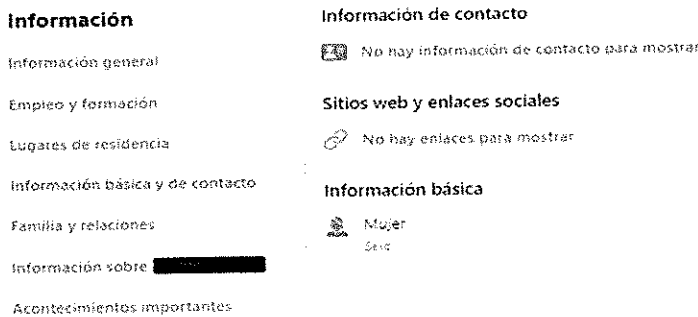 Información
Información general
Empleo y formación
Lugares de residencia
Información básica y de contacto
Familia y relaciones
Información sobre
Acontecimientos importantes
Información de contacto
No hay información de contacto para mostrar
Sitios web y enlaces sociales
No hay enlaces para mostrar
Información básica
Mujer
Sexo